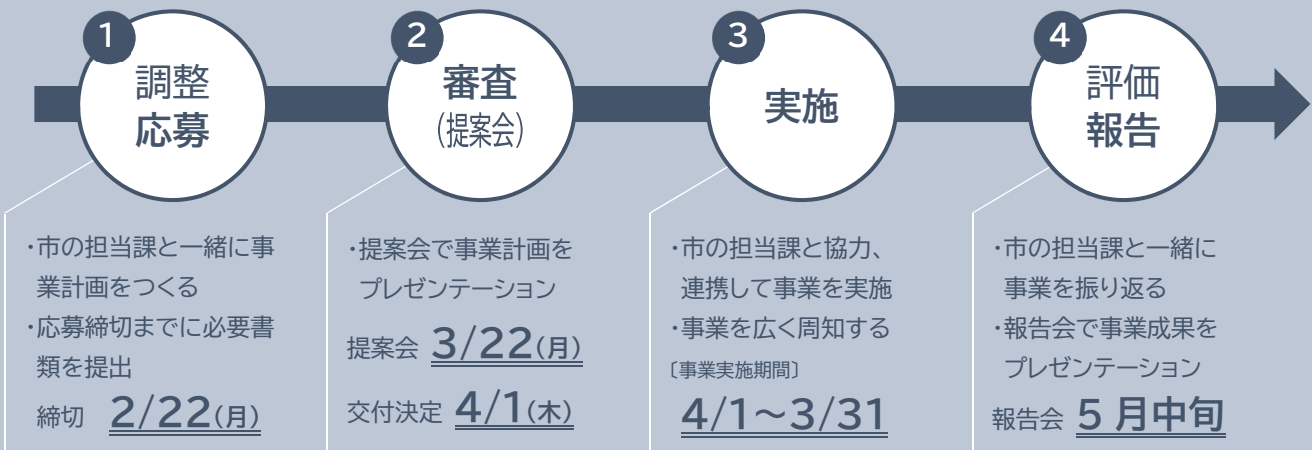 1
調整
応募
・市の担当課と一緒に事
業計画をつくる
・応募締切までに必要書
類を提出
締切 2/22(月)
2
審査
(提案会)
・提案会で事業計画を
プレゼンテーション
提案会 3/22(月)
交付決定 4/1(木)
3
実施
・市の担当課と協力、
連携して事業を実施
・事業を広く周知する
〔事業実施期間〕
4/1～3/31
4
評価
報告
・市の担当課と一緒に
事業を振り返る
・報告会で事業成果を
プレゼンテーション
報告会 5 月中旬